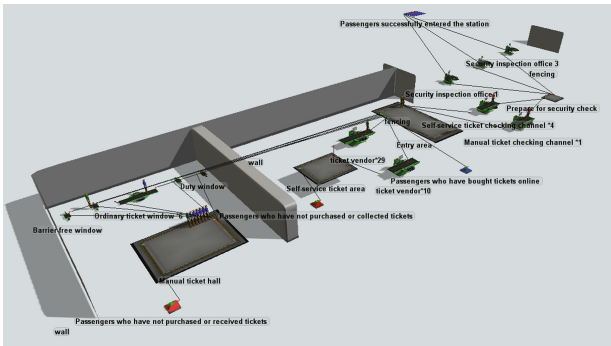 Passengers successfully entered the station
Security inspection office 3
fencing
Security inspection office 1
Prepare for security check
fencing
Self-service ticket checking channel *4
Manual ticket checking channel *1
Entry area
wall
ticket vendor*29
Passengers who have bought tickets online
Duty window
Self-service ticket area
ticket vendor*10
Ordinary ticket window *6
Passengers who have not purchased or collected tickets
Barrier-free window
Manual ticket hall
Passengers who have not purchased or received tickets
wall